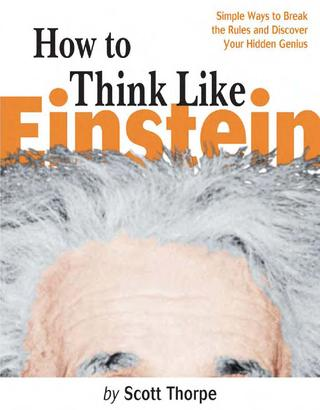 Simple Ways to Break
the Rules and Discover
Your Hidden Genius
How to
Think Like
Einstein
by Scott Thorpe